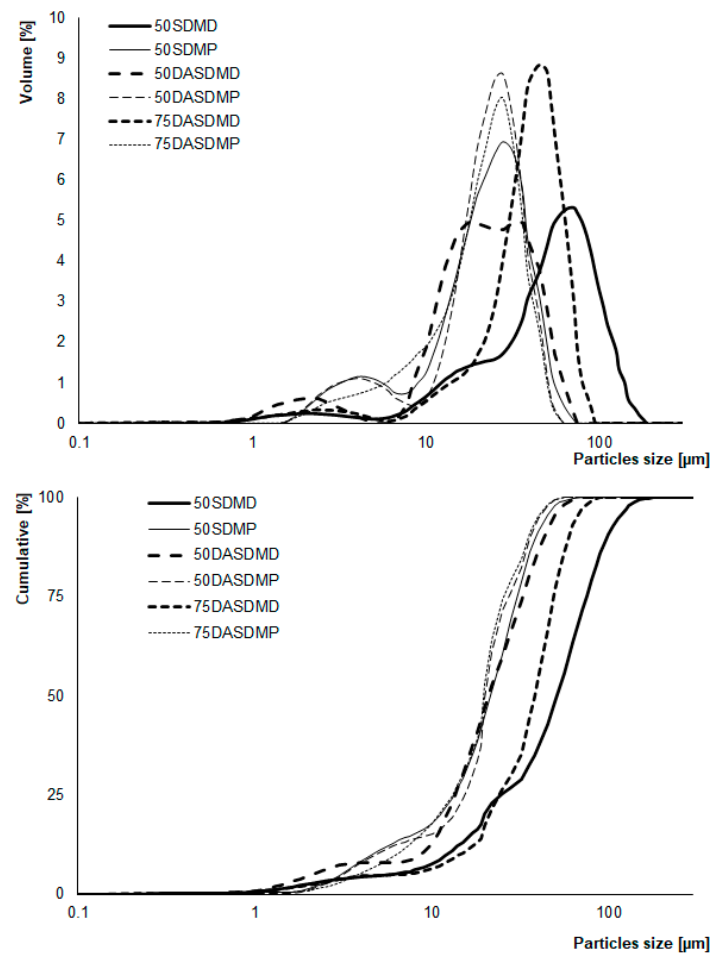 Volume [%]
10
9
8
7
6
5
4
3
2
1
0
50SDMD
50SDMP
50DASDMD
50DASDMP
75DASDMD
75DASDMP
0.1 1 10 100
Particles size [µm]
Cumulative [%]
100
75
50
25
0
50SDMD
50SDMP
50DASDMD
50DASDMP
75DASDMD
75DASDMP
0.1 1 10 100
Particles size [µm]